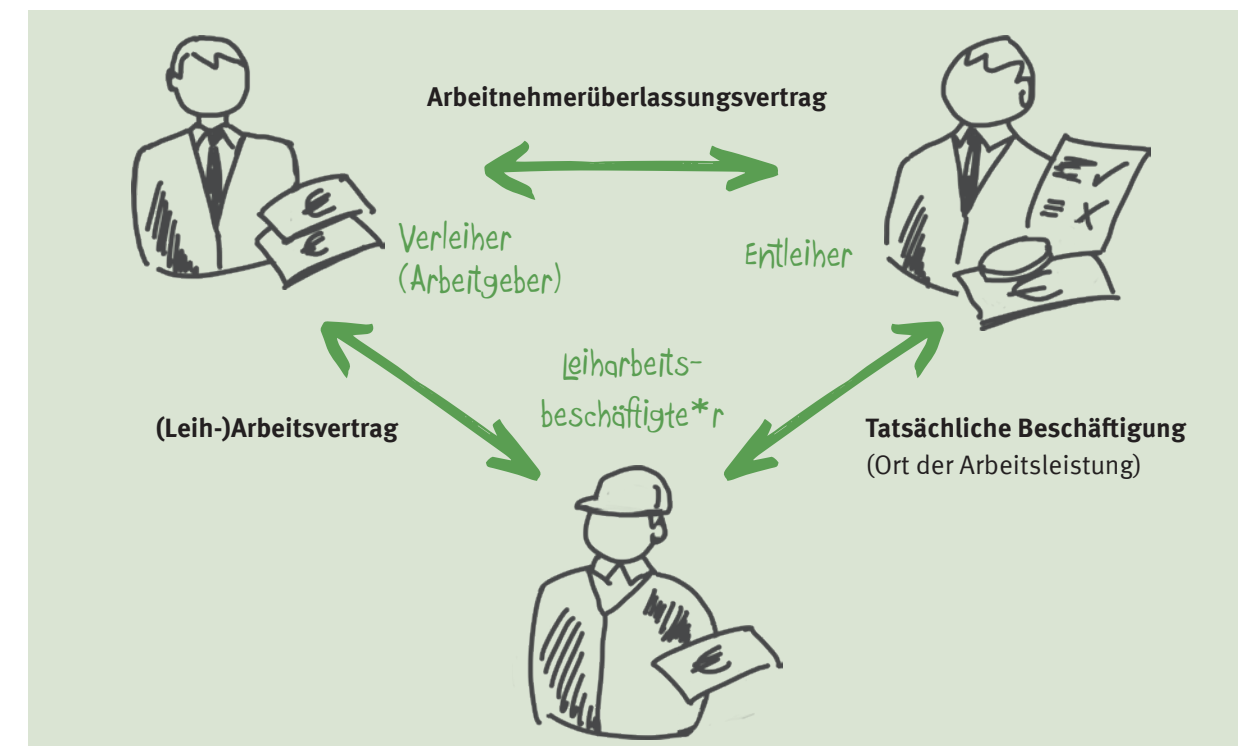 Arbeitnehmerüberlassungsvertrag
Verleiher
(Arbeitgeber)
Entleiher
Leiharbeits-
beschäftigte*r
(Leih-)Arbeitsvertrag
Tatsächliche Beschäftigung
(Ort der Arbeitsleistung)
€
€
€
€